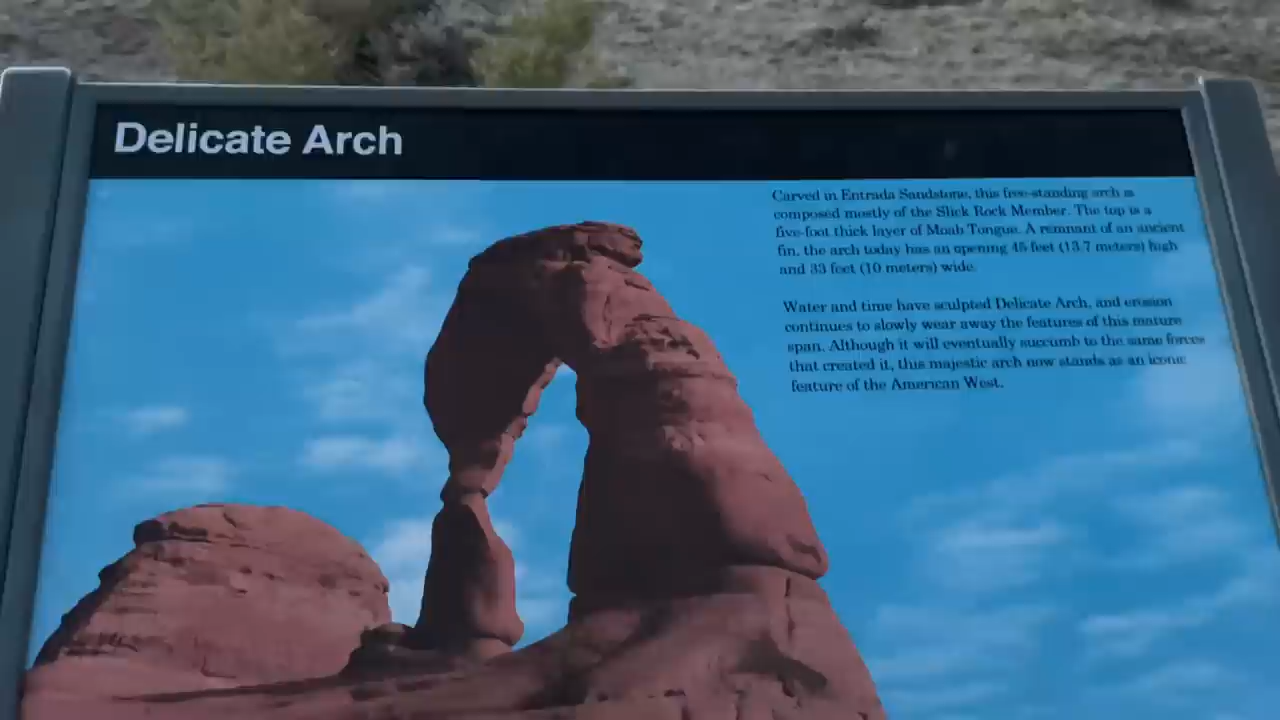 Delicate Arch
Carved in Entrada Sandstone, this free-standing arch is
composed mostly of the Slick Rock Member. The top is a
five-foot thick layer of Moab Tongue. A remnant of an ancient
fin, the arch today has an opening 45 feet (13.7 meters) high
and 33 feet (10 meters) wide.
Water and time have sculpted Delicate Arch, and erosion
continues to slowly wear away the features of this mature
span. Although it will eventually succumb to the same forces
that created it, this majestic arch now stands as an iconic
feature of the American West.